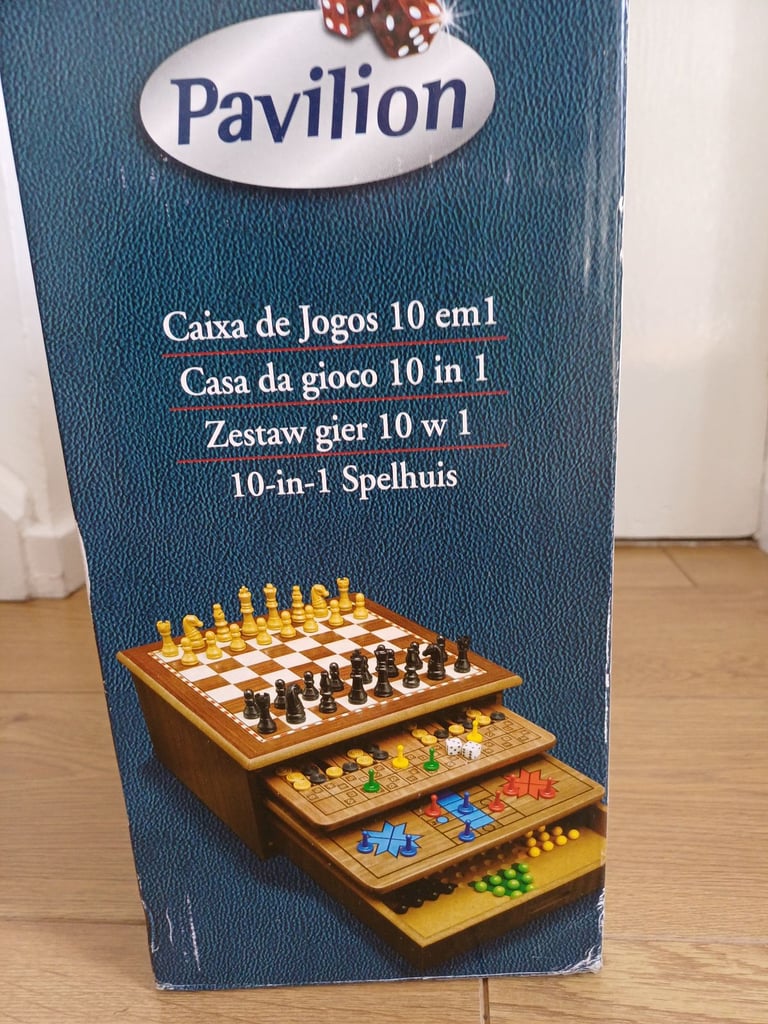 Pavilion
Caixa de Jogos 10 em1
Casa da gioco 10 in 1
Zestaw gier 10 w 1
10-in-1 Spelhuis